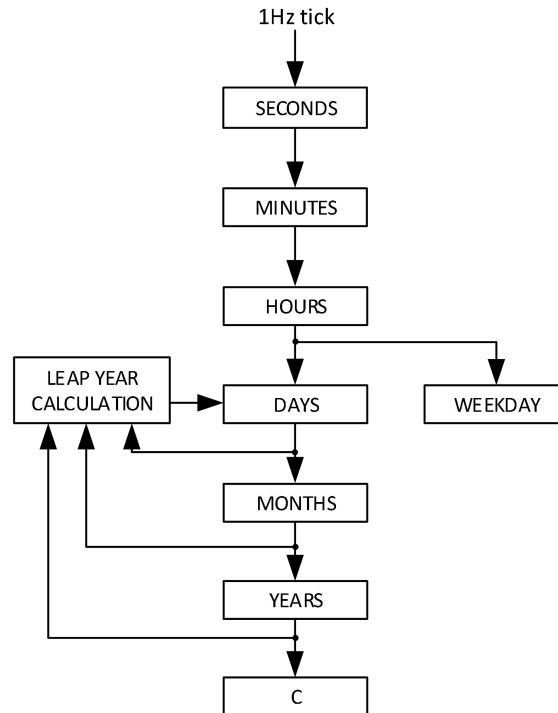 1Hz tick
SECONDS
MINUTES
HOURS
LEAP YEAR
CALCULATION
DAYS
WEEKDAY
MONTHS
YEARS
C